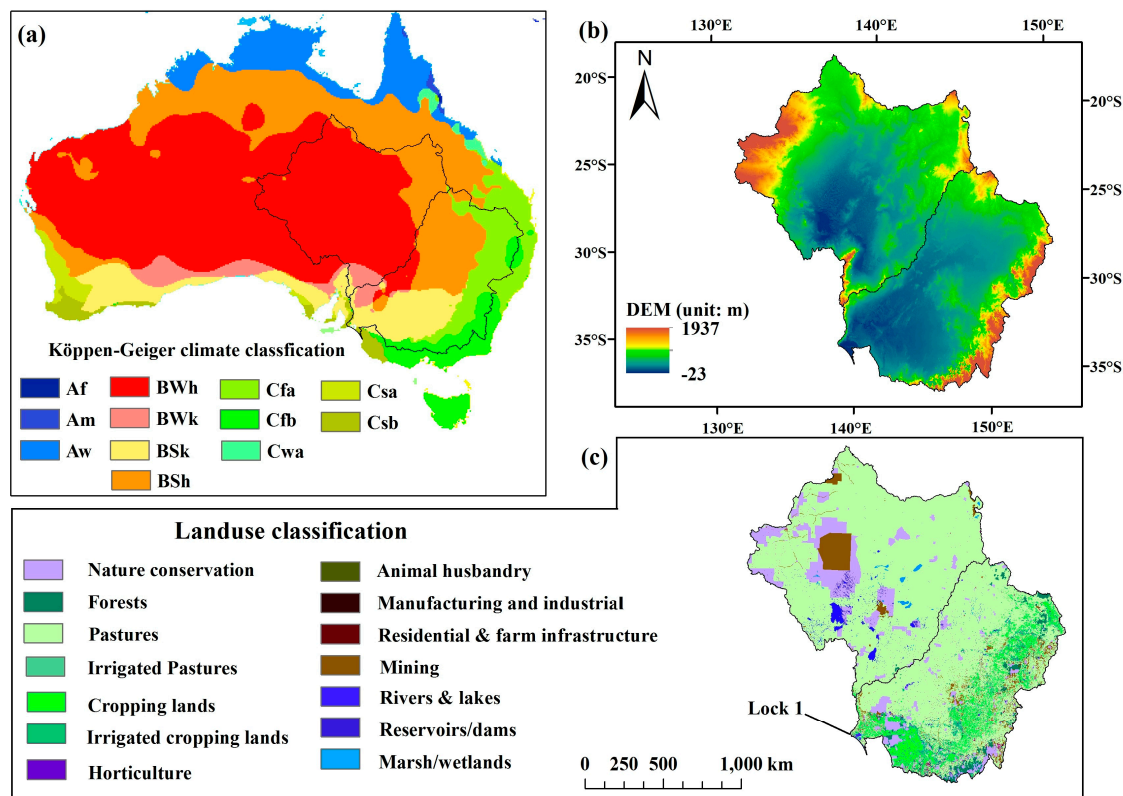 (a)
Köppen-Geiger climate classfication
Af
BWh
Cfa
Csa
Am
BWk
Cfb
Csb
Aw
BSk
Cwa
BSh
(b)
130°E
140°E
150°E
N
20°S
25°S
30°S
35°S
20°S
25°S
30°S
35°S
DEM (unit: m)
1937
-23
130°E
140°E
150°E
(c)
Lock 1
0 250 500 1,000 km
Landuse classification
Nature conservation
Forests
Pastures
Irrigated Pastures
Cropping lands
Irrigated cropping lands
Horticulture
Animal husbandry
Manufacturing and industrial
Residential & farm infrastructure
Mining
Rivers & lakes
Reservoirs/dams
Marsh/wetlands